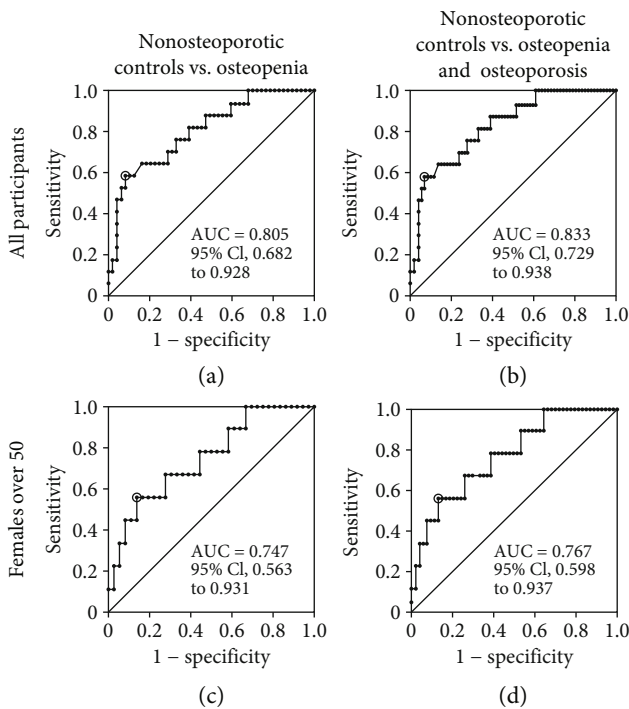 Nonosteoporotic
controls vs. osteopenia
Nonosteoporotic
controls vs. osteopenia
and osteoporosis
All participants
Sensitivity
1.0
0.8
0.6
0.4
0.2
0
AUC = 0.805
95% Cl, 0.682
to 0.928
0 0.2 0.4 0.6 0.8 1.0
1 − specificity
(a)
Sensitivity
1.0
0.8
0.6
0.4
0.2
0
AUC = 0.833
95% Cl, 0.729
to 0.938
0 0.2 0.4 0.6 0.8 1.0
1 − specificity
(b)
Females over 50
Sensitivity
1.0
0.8
0.6
0.4
0.2
0
AUC = 0.747
95% Cl, 0.563
to 0.931
0 0.2 0.4 0.6 0.8 1.0
1 − specificity
(c)
Sensitivity
1.0
0.8
0.6
0.4
0.2
0
AUC = 0.767
95% Cl, 0.598
to 0.937
0 0.2 0.4 0.6 0.8 1.0
1 − specificity
(d)